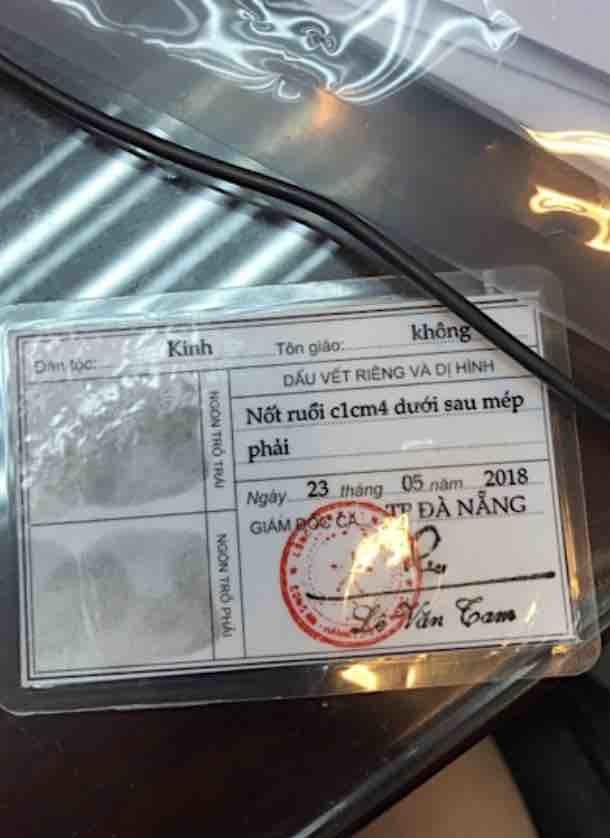 Dân tộc: Kinh Tôn giáo: không
NGÓN TRỎ TRÁI
DẤU VẾT RIÊNG VÀ DỊ HÌNH
Nốt ruồi c1cm4 dưới sau mép
phải
Ngày 23 tháng 05 năm 2018
GIÁM ĐỐC CA TP ĐÀ NẴNG
NGÓN TRỎ PHẢI
Lê Văn Tam